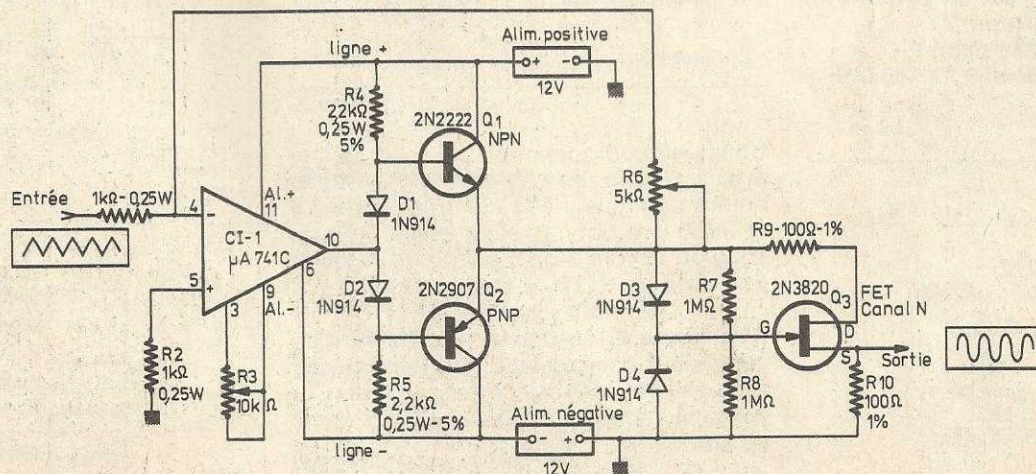 Alim. positive
+ -
12V
ligne +
R4
2,2kΩ
0,25W
5%
2N2222
Q1
NPN
R6
5kΩ
Entrée
1kΩ-0,25W
4
-
Al.+
11
D1
1N914
CI-1
µA 741C
10
R9-100Ω-1%
5
+
3
9
Al.-
6
D2
1N914
2N2907
Q2
PNP
D3
1N914
R7
1MΩ
2N3820
Q3
FET
Canal N
G
D
S
Sortie
R2
1kΩ
0,25W
R3
10kΩ
R5
2,2kΩ
0,25W-5%
D4
1N914
R8
1MΩ
R10
100Ω
1%
Alim. négative
- +
12V
ligne -